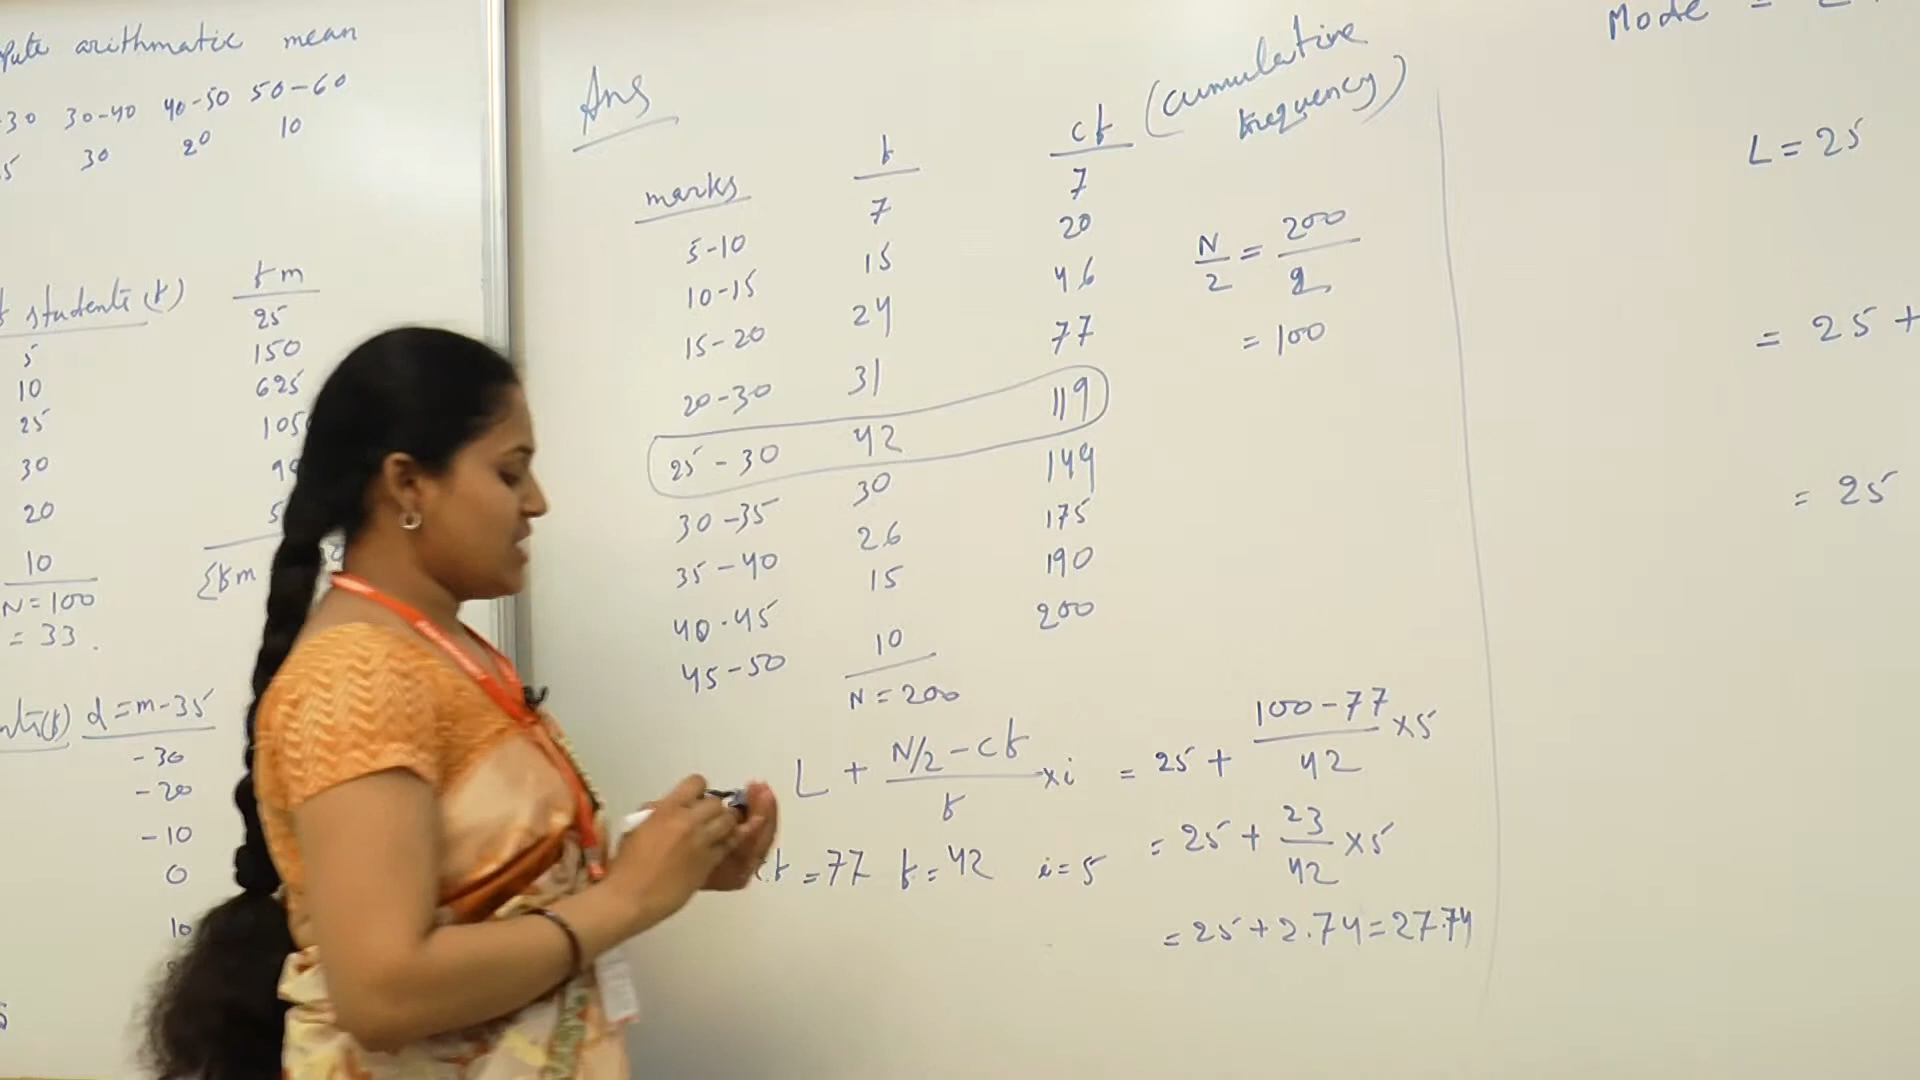 arithmatic mean
30-40 40-50 50-60
30 20 10
students (f) fm
5 25
10 150
25 625
30
20
10
N=100
= 33.
Σfm
d = m-35
-30
-20
-10
0
10
Ans
marks f cf (cumulative frequency)
5-10 7 7
10-15 15 20
15-20 24 46
20-30 31 77
25-30 42 119
30-35 30 149
35-40 26 175
40-45 15 190
45-50 10 200
N = 200
N/2 = 200/2
= 100
L + N/2 - cf / f × i = 25 + 100-77 / 42 ×5
= 25 + 23/42 ×5
f = 77 f = 42 i = 5
= 25 + 2.74 = 27.74
Mode =
L = 25
= 25 +
= 25